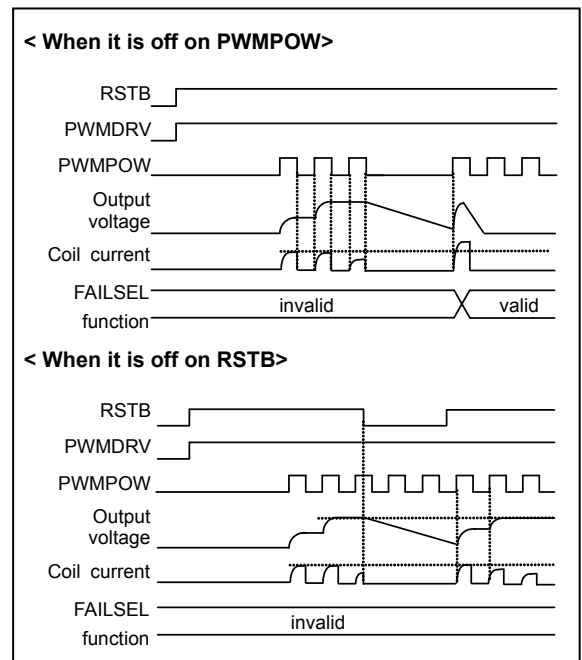 < When it is off on PWMPOW>
RSTB
PWMDRV
PWMPOW
Output
voltage
Coil current
FAILSEL
function
invalid
valid
< When it is off on RSTB>
RSTB
PWMDRV
PWMPOW
Output
voltage
Coil current
FAILSEL
function
invalid